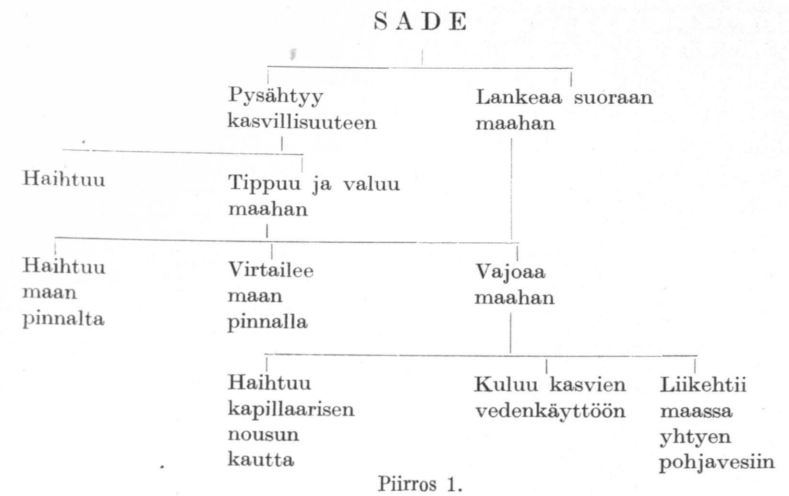 SADE
Pysähtyy
kasvillisuuteen
Lankeaa suoraan
maahan
Haihtuu
Tippuu ja valuu
maahan
Haihtuu
maan
pinnalta
Virtailee
maan
pinnalla
Vajoaa
maahan
Haihtuu
kapillaarisen
nousun
kautta
Kuluu kasvien
vedenkäyttöön
Liikehtii
maassa
yhtyen
pohjavesiin
Piirros 1.